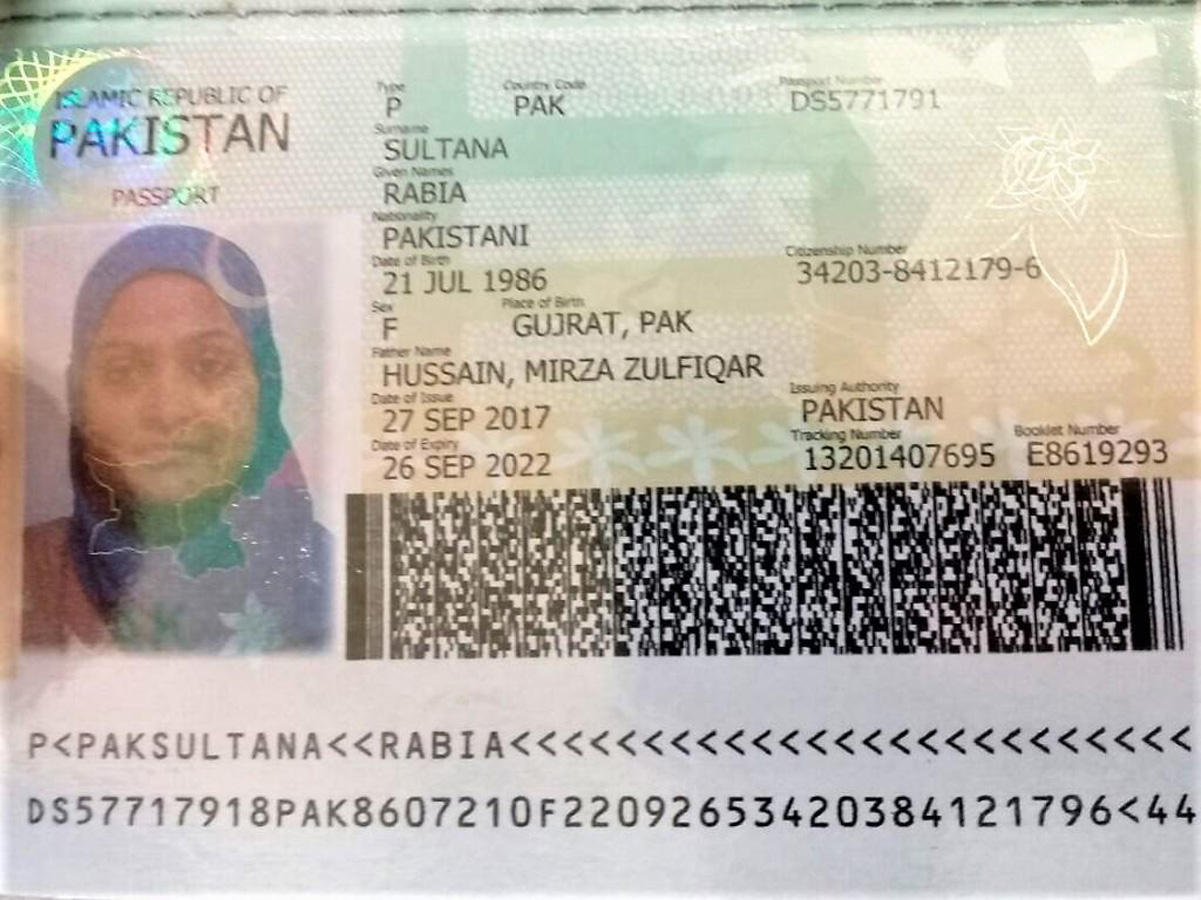 ISLAMIC REPUBLIC OF
PAKISTAN
PASSPORT
Type Country Code Passport Number
P PAK DS5771791
Surname
SULTANA
Given Names
RABIA
Nationality
PAKISTANI
Date of Birth Citizenship Number
21 JUL 1986 34203-8412179-6
Sex Place of Birth
F GUJRAT, PAK
Father Name
HUSSAIN, MIRZA ZULFIQAR
Date of Issue Issuing Authority
27 SEP 2017 PAKISTAN
Date of Expiry Tracking Number Booklet Number
26 SEP 2022 13201407695 E8619293
P<PAKSULTANA<<RABIA<<<<<<<<<<<<<<<<<<<<<<<<<
DS57717918PAK8607210F22092653420384121796<44